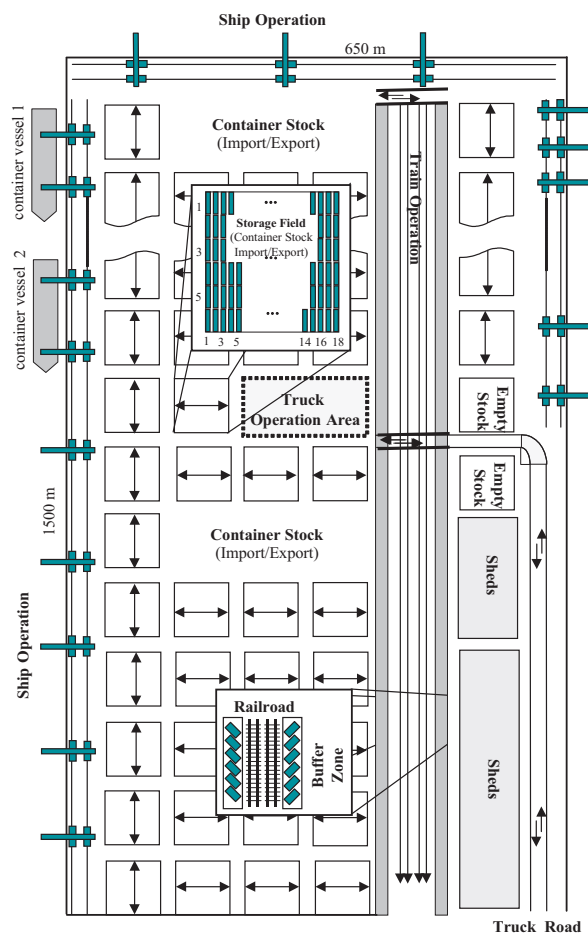 Ship Operation
650 m
container vessel 1
Container Stock
(Import/Export)
Train Operation
1
3
5
...
Storage Field
(Container Stock
Import/Export)
...
1 3 5 14 16 18
container vessel 2
Truck
Operation Area
Empty
Stock
Empty
Stock
1500 m
Container Stock
(Import/Export)
Sheds
Ship Operation
Railroad
Buffer
Zone
Sheds
Truck Road